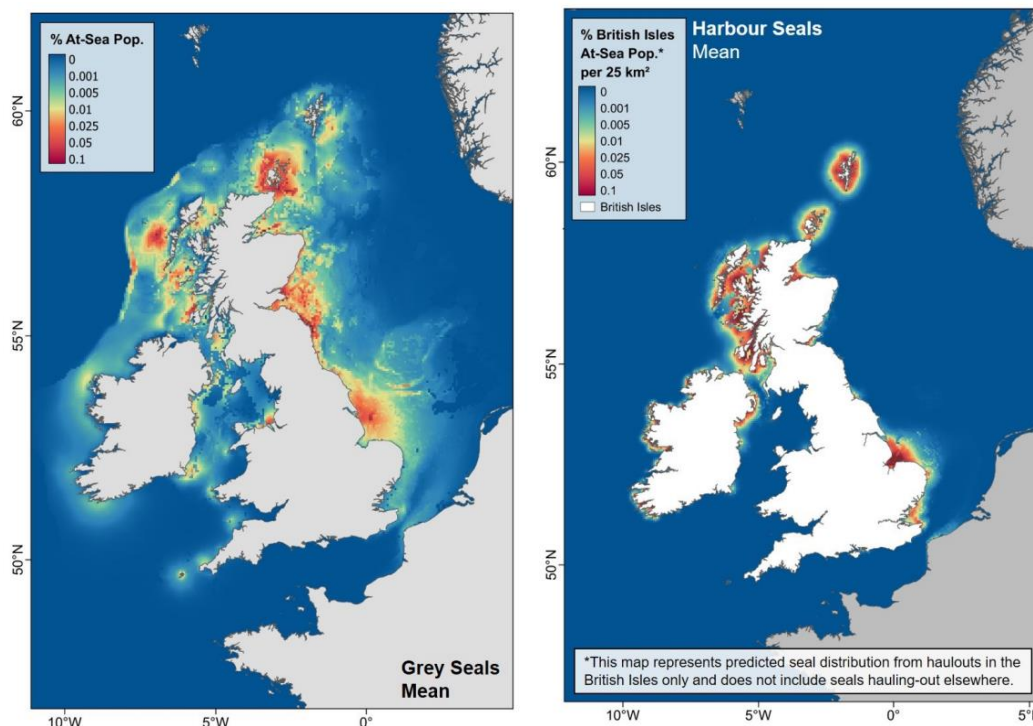 % At-Sea Pop.
0
0.001
0.005
0.01
0.025
0.05
0.1
60°N
55°N
50°N
10°W
5°W
0°
Grey Seals
Mean
% British Isles
At-Sea Pop.*
per 25 km²
0
0.001
0.005
0.01
0.025
0.05
0.1
British Isles
Harbour Seals
Mean
60°N
55°N
50°N
*This map represents predicted seal distribution from haulouts in the
British Isles only and does not include seals hauling-out elsewhere.
10°W
5°W
0°